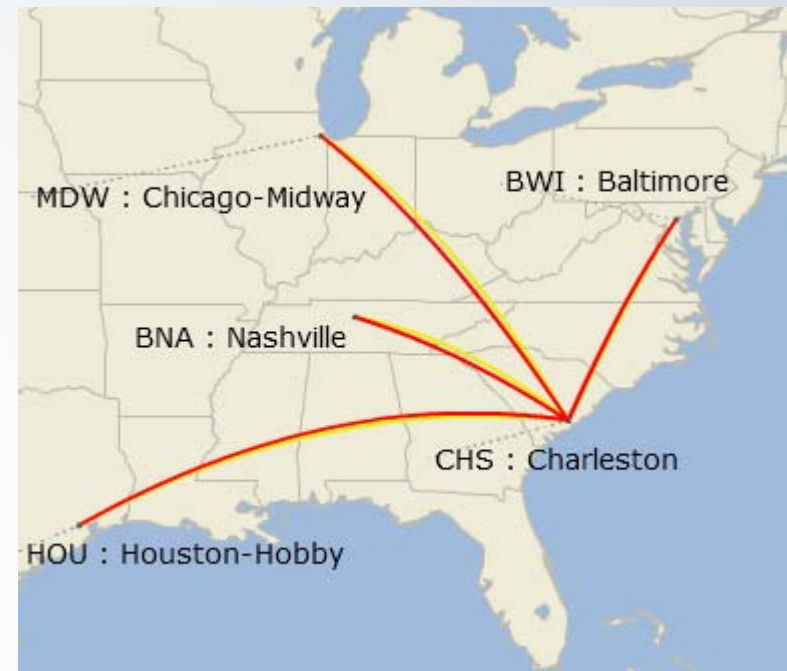 BWI : Baltimore
MDW : Chicago-Midway
BNA : Nashville
CHS : Charleston
HOU : Houston-Hobby